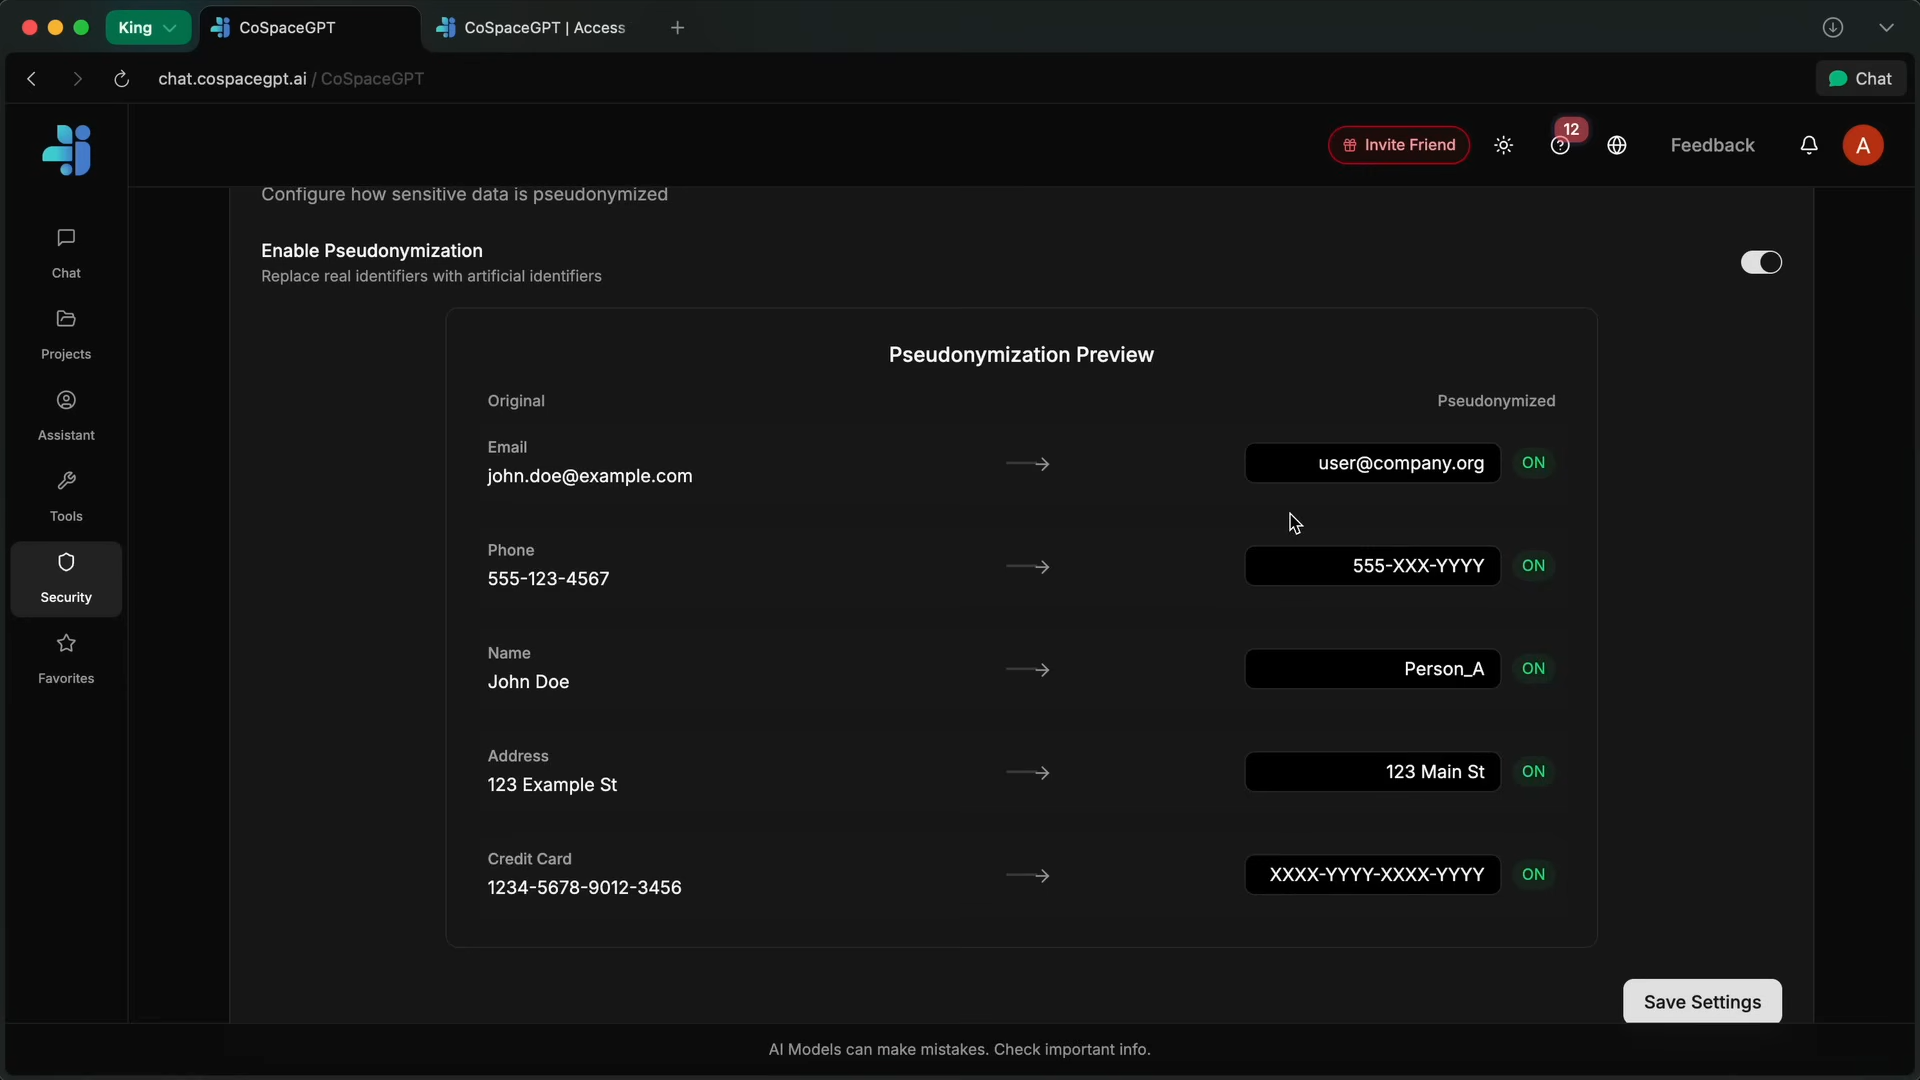 King
CoSpaceGPT
CoSpaceGPT | Access
chat.cospacegpt.ai / CoSpaceGPT
Chat
Invite Friend
12
Feedback
A
Chat
Projects
Assistant
Tools
Security
Favorites
Configure how sensitive data is pseudonymized
Enable Pseudonymization
Replace real identifiers with artificial identifiers
Pseudonymization Preview
Original Pseudonymized
Email
john.doe@example.com
user@company.org ON
Phone
555-123-4567
555-XXX-YYYY ON
Name
John Doe
Person_A ON
Address
123 Example St
123 Main St ON
Credit Card
1234-5678-9012-3456
XXXX-YYYY-XXXX-YYYY ON
Save Settings
AI Models can make mistakes. Check important info.